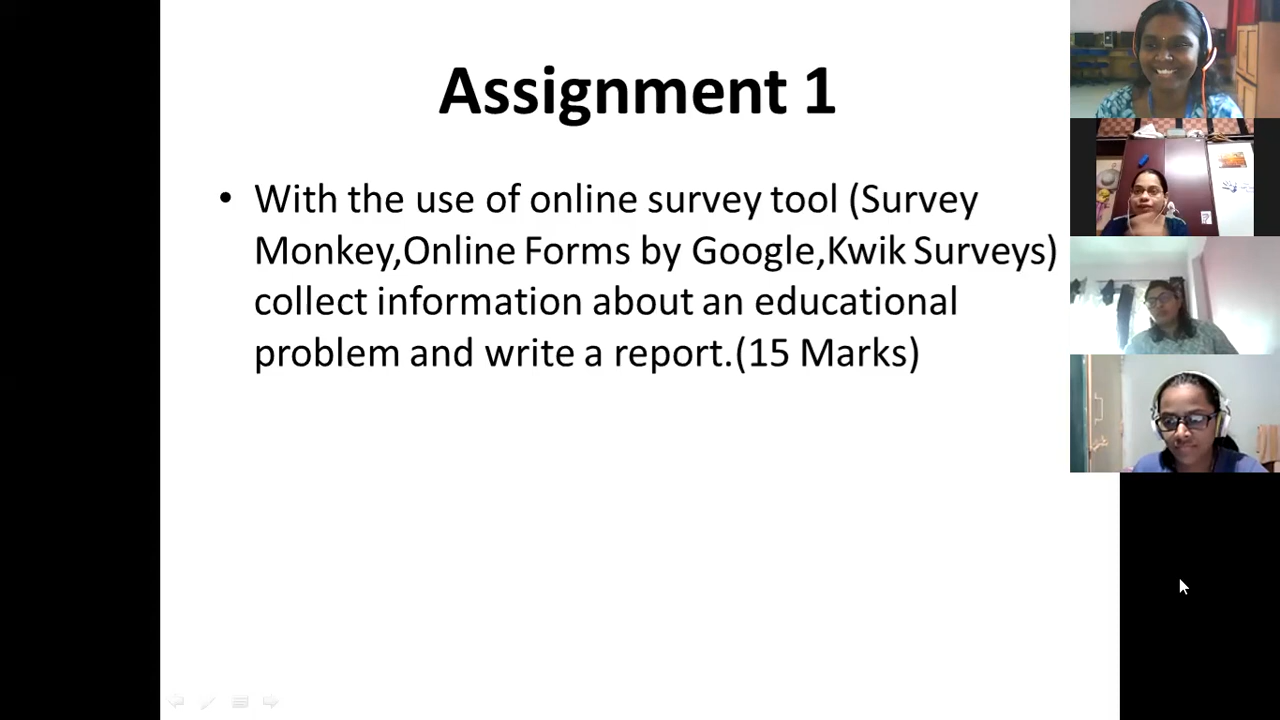 Assignment 1
• With the use of online survey tool (Survey
Monkey,Online Forms by Google,Kwik Surveys)
collect information about an educational
problem and write a report.(15 Marks)